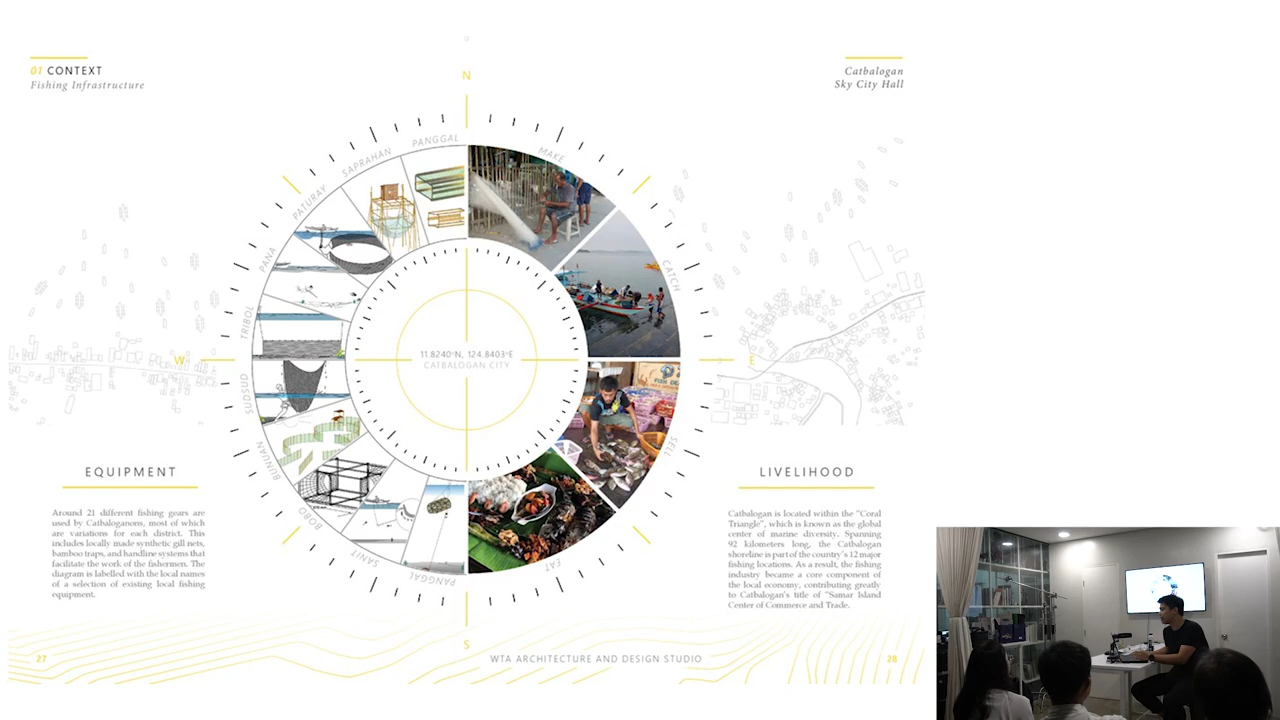 01 CONTEXT
Fishing Infrastructure
Catbalogan
Sky City Hall
N
PANGGAL
SAPRAHAN
PATURAY
PANA
TRIBOL
SUDSUD
BUNUAN
BOBO
SANIT
PANGGAL
MAKE
CATCH
SELL
EAT
W
E
11.8240°N, 124.8403°E
CATBALOGAN CITY
EQUIPMENT
Around 21 different fishing gears are
used by Catbaloganons, most of which
are variations for each district. This
includes locally made synthetic gill nets,
bamboo traps, and handline systems that
facilitate the work of the fishermen. The
diagram is labelled with the local names
of a selection of existing local fishing
equipment.
LIVELIHOOD
Catbalogan is located within the "Coral
Triangle", which is known as the global
center of marine diversity. Spanning
92 kilometers long, the Catbalogan
shoreline is part of the country's 12 major
fishing locations. As a result, the fishing
industry became a core component of
the local economy, contributing greatly
to Catbalogan's title of "Samar Island
Center of Commerce and Trade.
S
27
WTA ARCHITECTURE AND DESIGN STUDIO
28